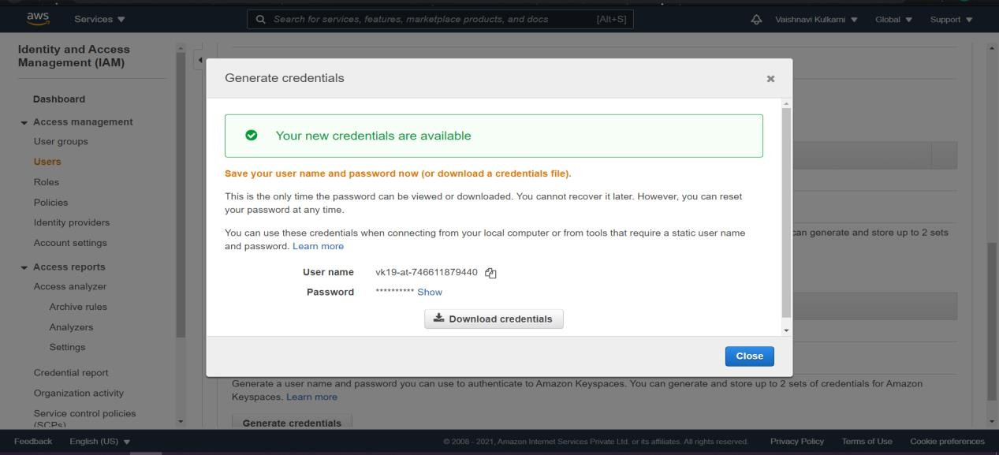 aws Services Search for services, features, marketplace products, and docs [Alt+S] Vaishnavi Kulkarni Global Support
Identity and Access
Management (IAM)
Dashboard
Access management
User groups
Users
Roles
Policies
Identity providers
Account settings
Access reports
Access analyzer
Archive rules
Analyzers
Settings
Credential report
Organization activity
Service control policies
(SCPs)
Generate credentials
Your new credentials are available
Save your user name and password now (or download a credentials file).
This is the only time the password can be viewed or downloaded. You cannot recover it later. However, you can reset
your password at any time.
You can use these credentials when connecting from your local computer or from tools that require a static user name
and password. Learn more
User name vk19-at-746611879440
Password ********** Show
Download credentials
Close
can generate and store up to 2 sets
Generate a user name and password you can use to authenticate to Amazon Keyspaces. You can generate and store up to 2 sets of credentials for Amazon
Keyspaces. Learn more
Generate credentials
Feedback English (US) © 2008 - 2021, Amazon Internet Services Private Ltd. or its affiliates. All rights reserved. Privacy Policy Terms of Use Cookie preferences